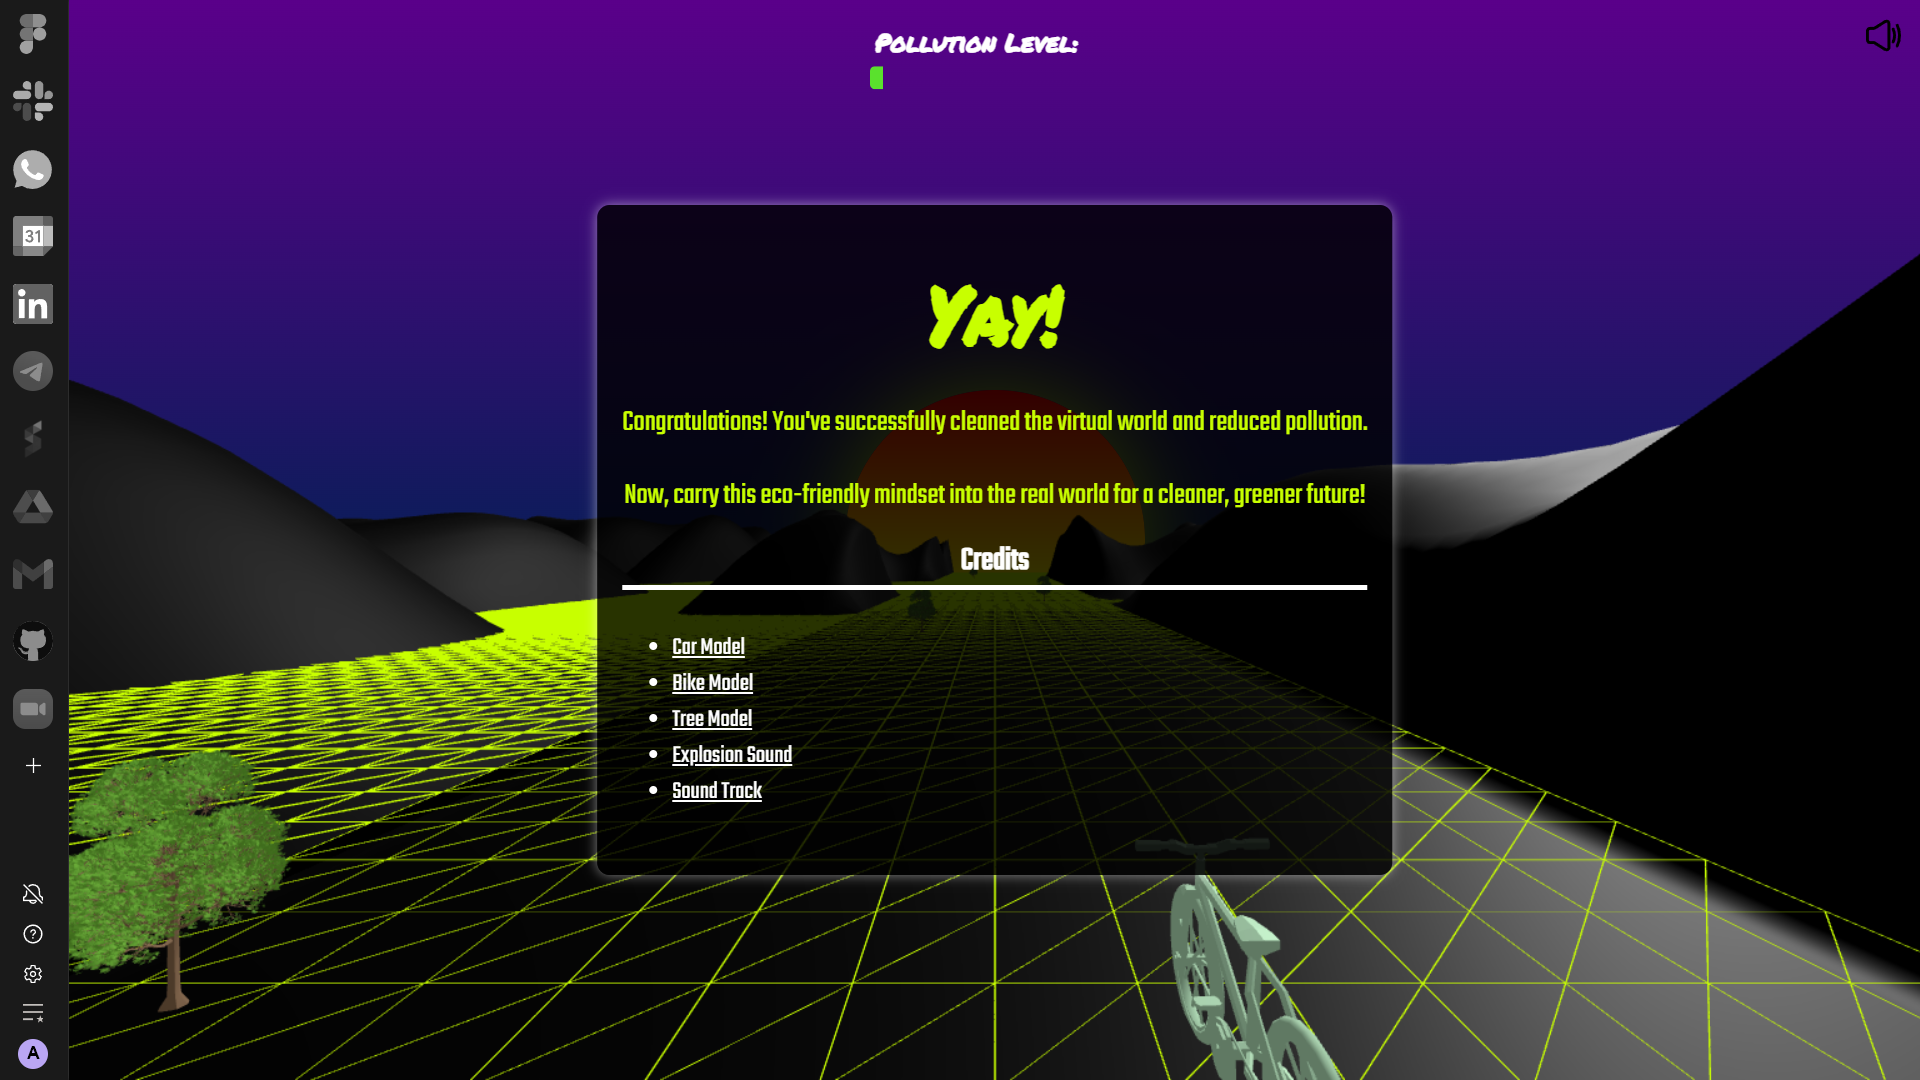 Pollution Level:
31
in
Yay!
Congratulations! You've successfully cleaned the virtual world and reduced pollution.
Now, carry this eco-friendly mindset into the real world for a cleaner, greener future!
Credits
Car Model
Bike Model
Tree Model
Explosion Sound
Sound Track
A